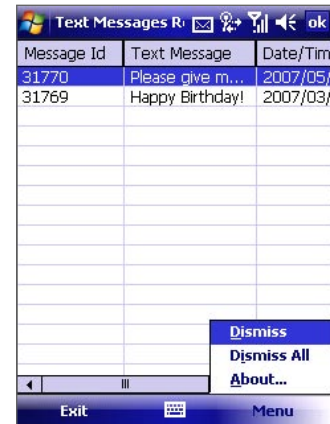 Text Messages R ok
Message Id Text Message Date/Tim
31770 Please give m... 2007/05/
31769 Happy Birthday! 2007/03/
Dismiss
Dismiss All
About...
Exit Menu